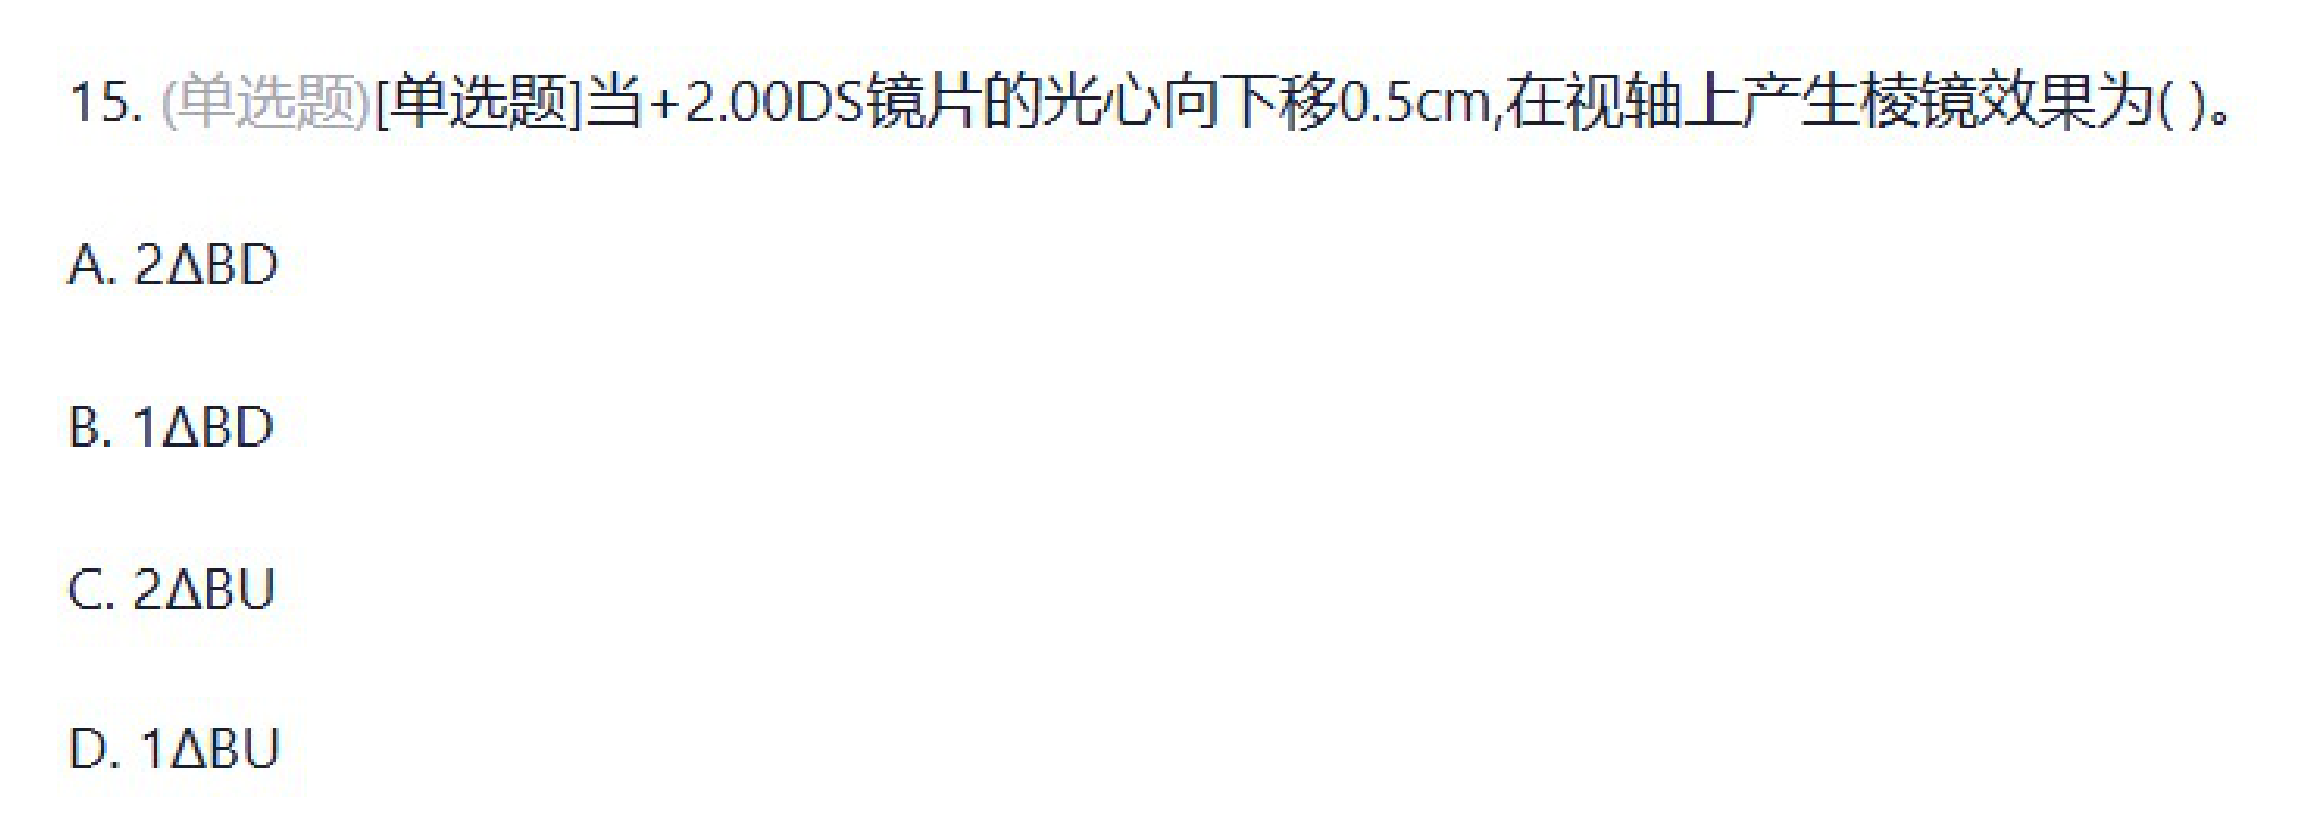 15. (单选题)[单选题]当+2.00DS镜片的光心向下移0.5cm,在视轴上产生棱镜效果为( )。
A. 2ΔBD
B. 1ΔBD
C. 2ΔBU
D. 1ΔBU